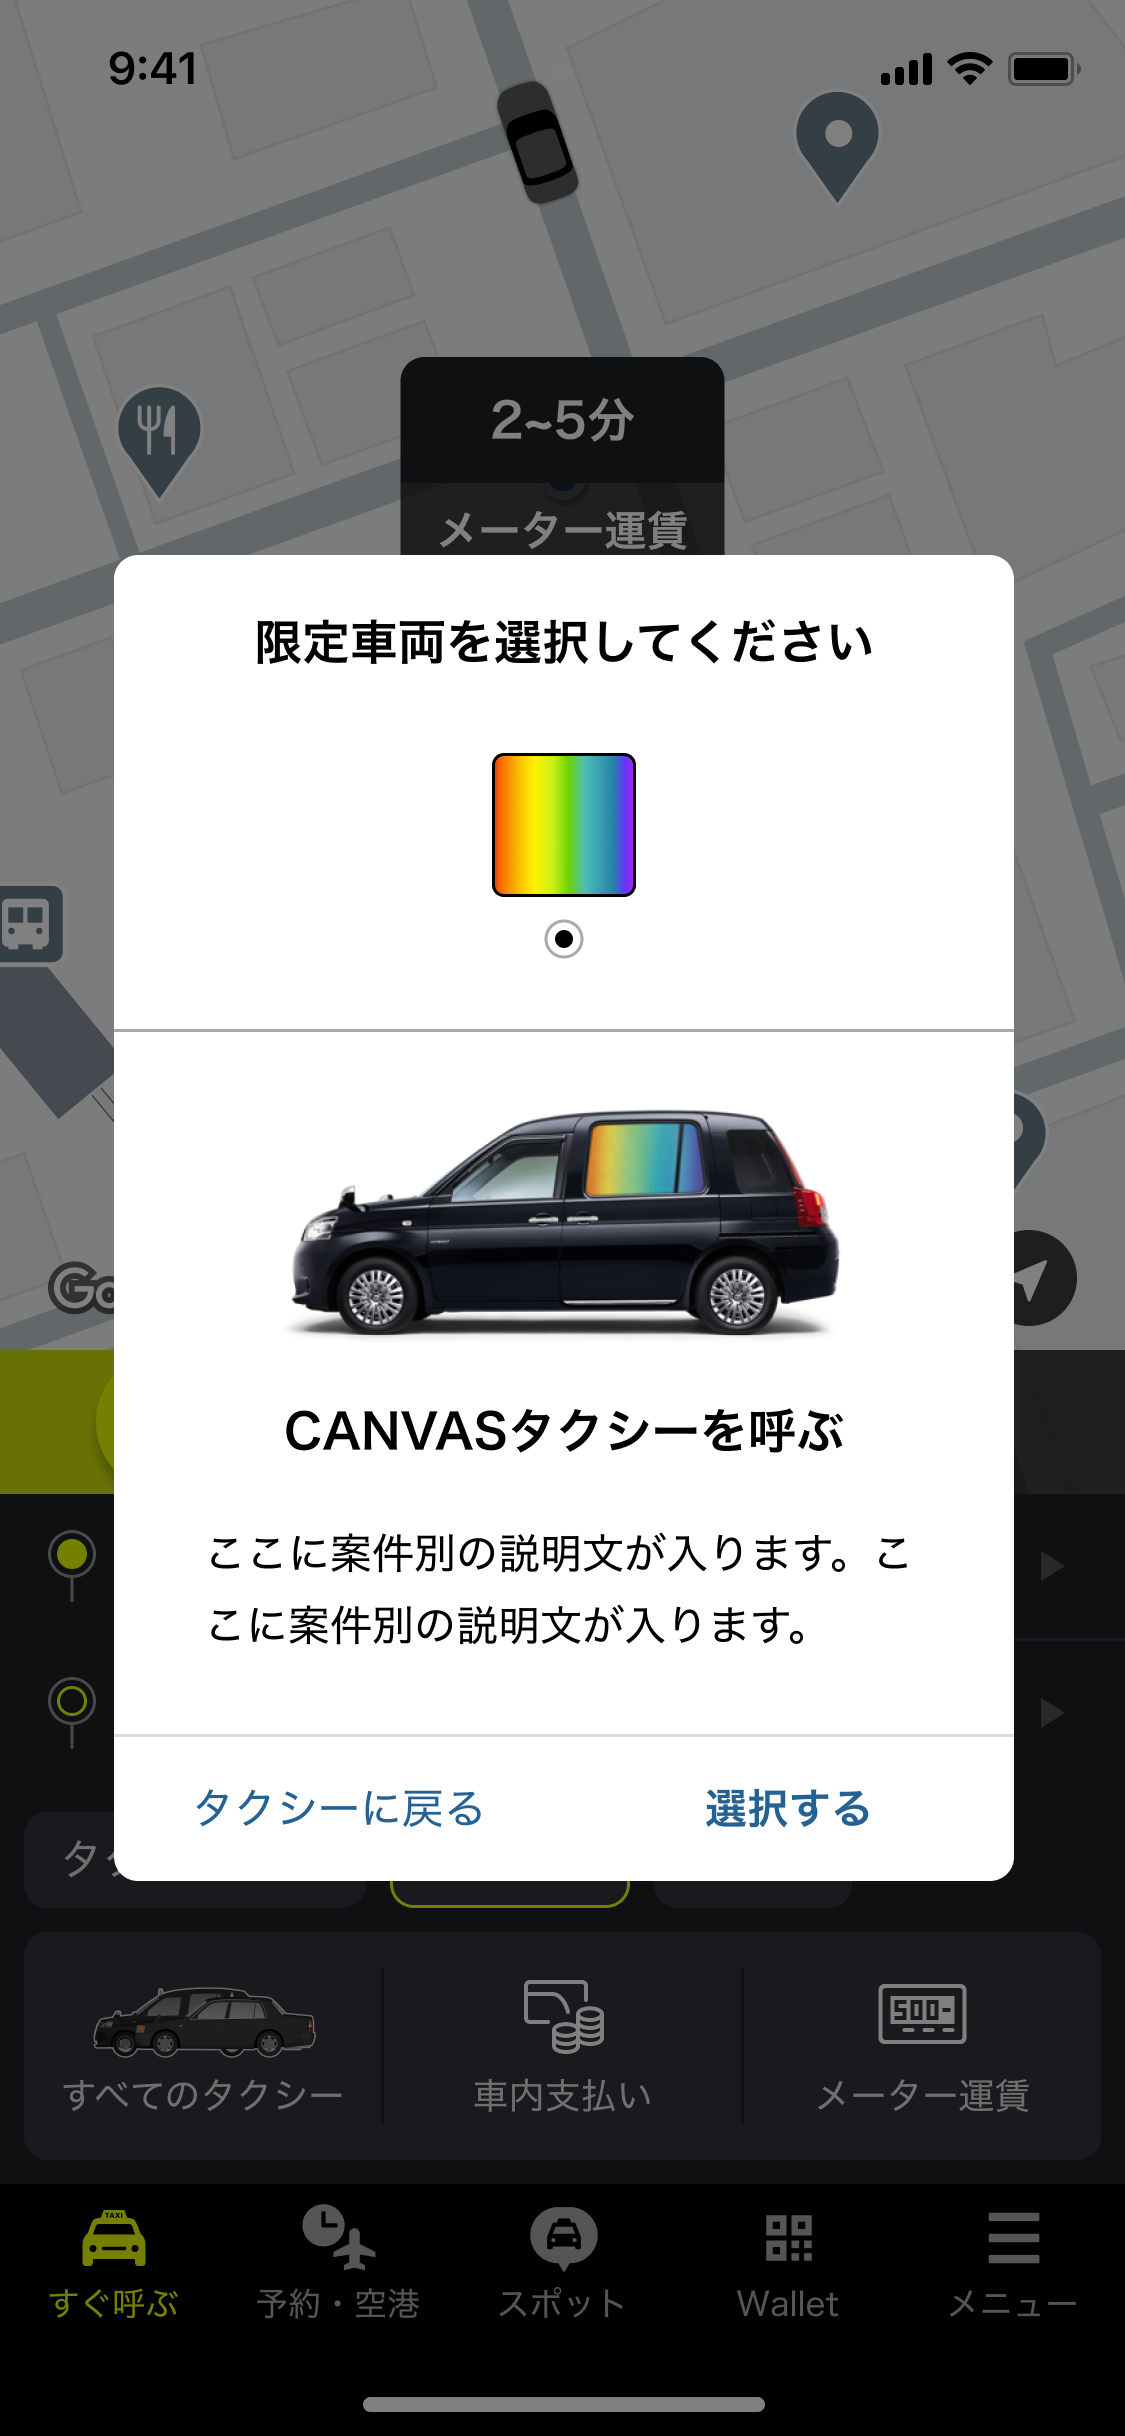 9:41
2~5分
メーター運賃
限定車両を選択してください
CANVASタクシーを呼ぶ
ここに案件別の説明文が入ります。こ
こに案件別の説明文が入ります。
タクシーに戻る
選択する
すべてのタクシー
車内支払い
500-
メーター運賃
TAXI
すぐ呼ぶ
予約・空港
スポット
Wallet
メニュー